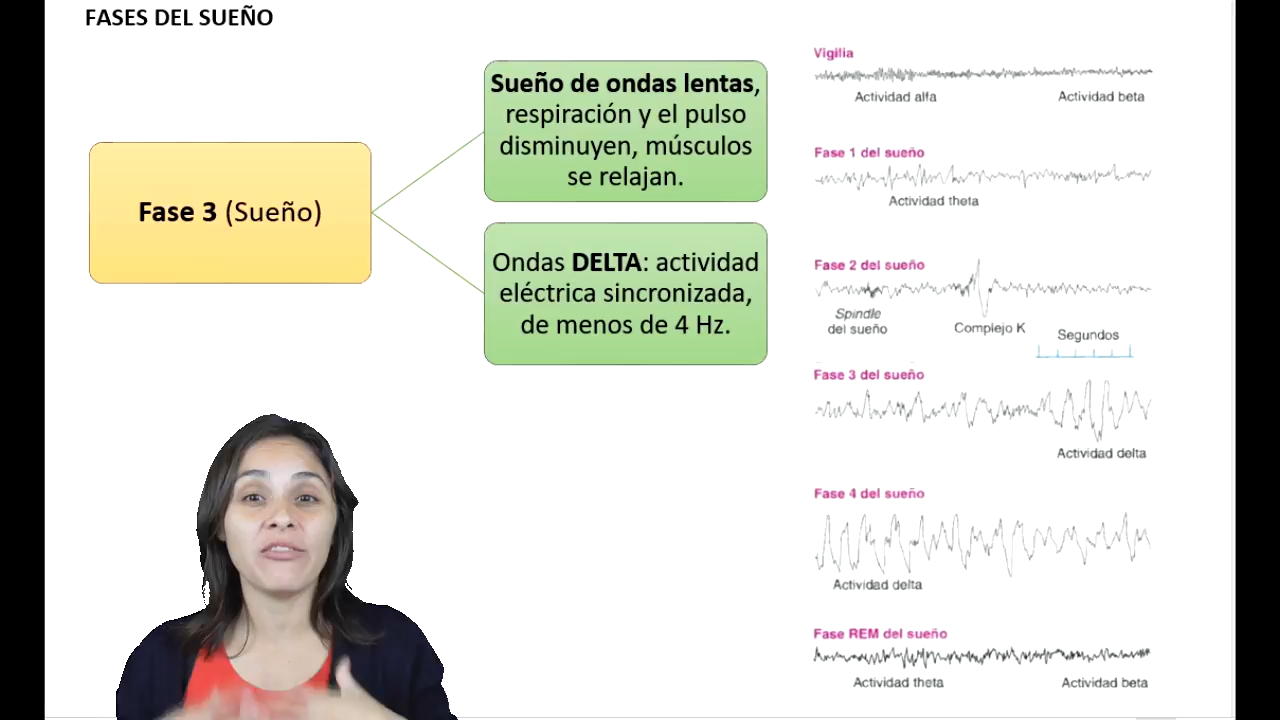 FASES DEL SUEÑO
Fase 3 (Sueño)
Sueño de ondas lentas,
respiración y el pulso
disminuyen, músculos
se relajan.
Ondas DELTA: actividad
eléctrica sincronizada,
de menos de 4 Hz.
Vigilia
Actividad alfa
Actividad beta
Fase 1 del sueño
Actividad theta
Fase 2 del sueño
Spindle
del sueño
Complejo K
Segundos
Fase 3 del sueño
Actividad delta
Fase 4 del sueño
Actividad delta
Fase REM del sueño
Actividad theta
Actividad beta